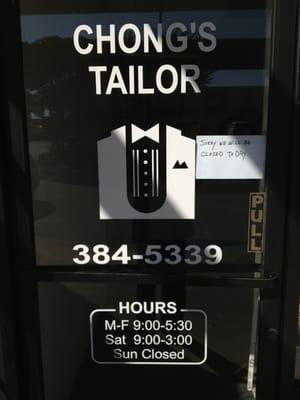 CHONG'S
TAILOR
SORRY WE WILL BE
CLOSED TODAY
PULL
384-5339
HOURS
M-F 9:00-5:30
Sat 9:00-3:00
Sun Closed